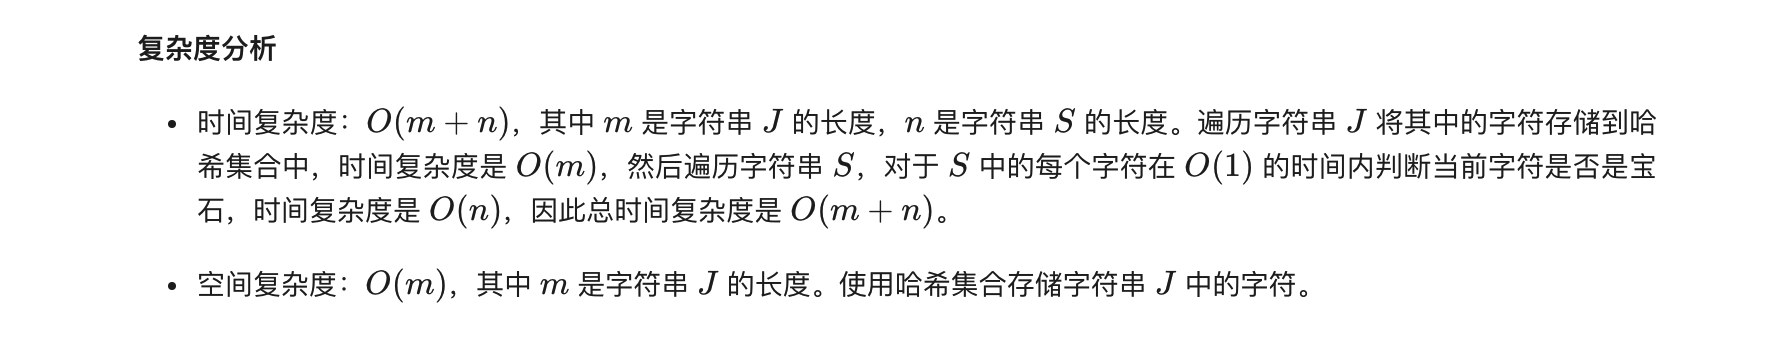 复杂度分析
• 时间复杂度：O(m + n)，其中 m 是字符串 J 的长度，n 是字符串 S 的长度。遍历字符串 J 将其中的字符存储到哈
希集合中，时间复杂度是 O(m)，然后遍历字符串 S，对于 S 中的每个字符在 O(1) 的时间内判断当前字符是否是宝
石，时间复杂度是 O(n)，因此总时间复杂度是 O(m + n)。
• 空间复杂度：O(m)，其中 m 是字符串 J 的长度。使用哈希集合存储字符串 J 中的字符。